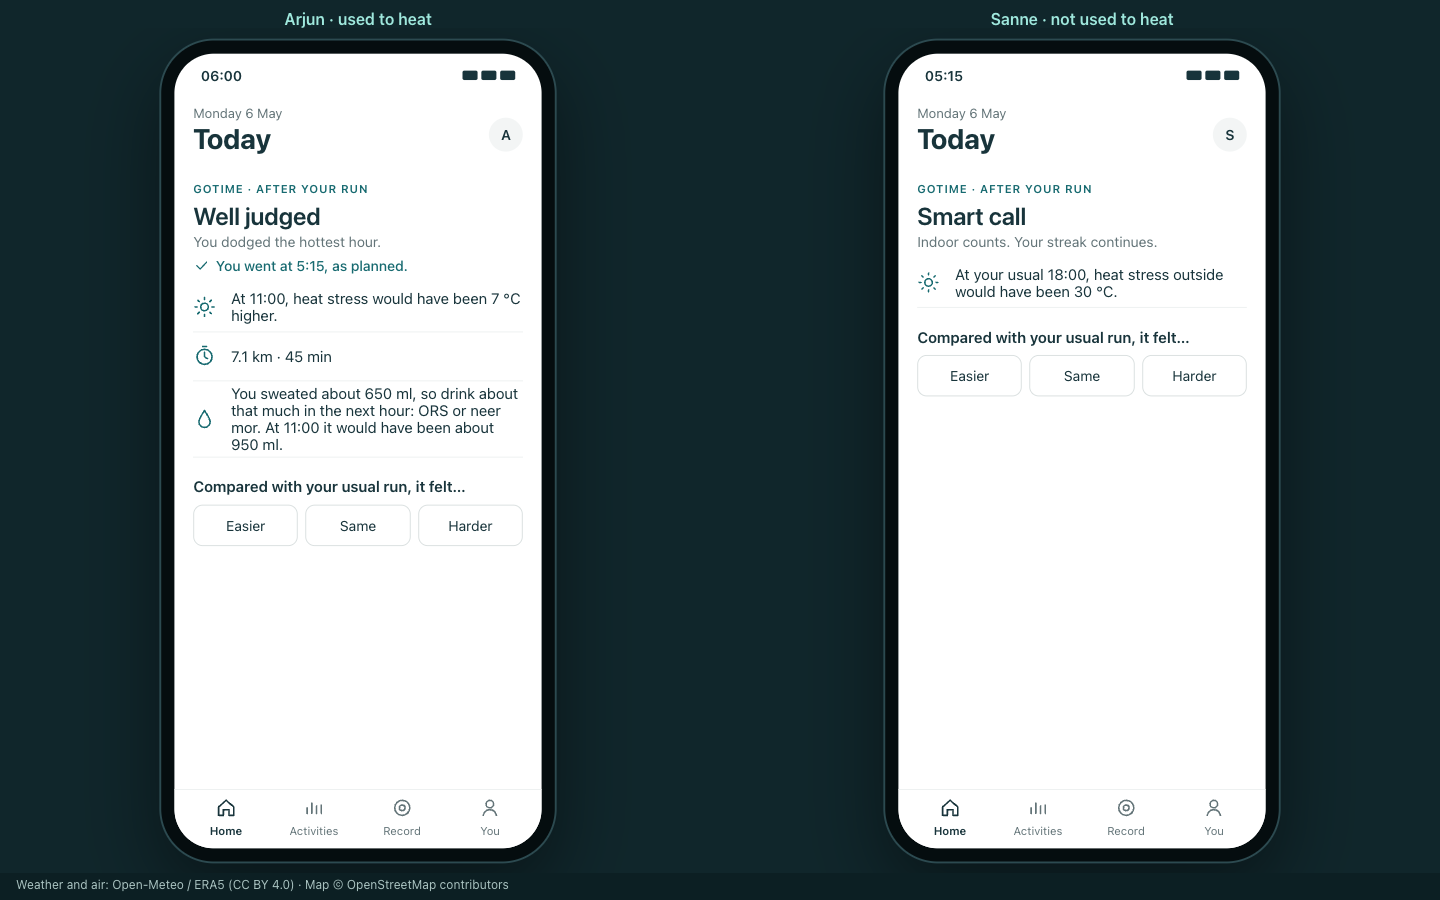 Arjun · used to heat
06:00
Monday 6 May
Today
A
GOTIME · AFTER YOUR RUN
Well judged
You dodged the hottest hour.
You went at 5:15, as planned.
At 11:00, heat stress would have been 7 °C
higher.
7.1 km · 45 min
You sweated about 650 ml, so drink about
that much in the next hour: ORS or neer
mor. At 11:00 it would have been about
950 ml.
Compared with your usual run, it felt…
Easier
Same
Harder
Home
Activities
Record
You
Sanne · not used to heat
05:15
Monday 6 May
Today
S
GOTIME · AFTER YOUR RUN
Smart call
Indoor counts. Your streak continues.
At your usual 18:00, heat stress outside
would have been 30 °C.
Compared with your usual run, it felt…
Easier
Same
Harder
Home
Activities
Record
You
Weather and air: Open-Meteo / ERA5 (CC BY 4.0) · Map © OpenStreetMap contributors